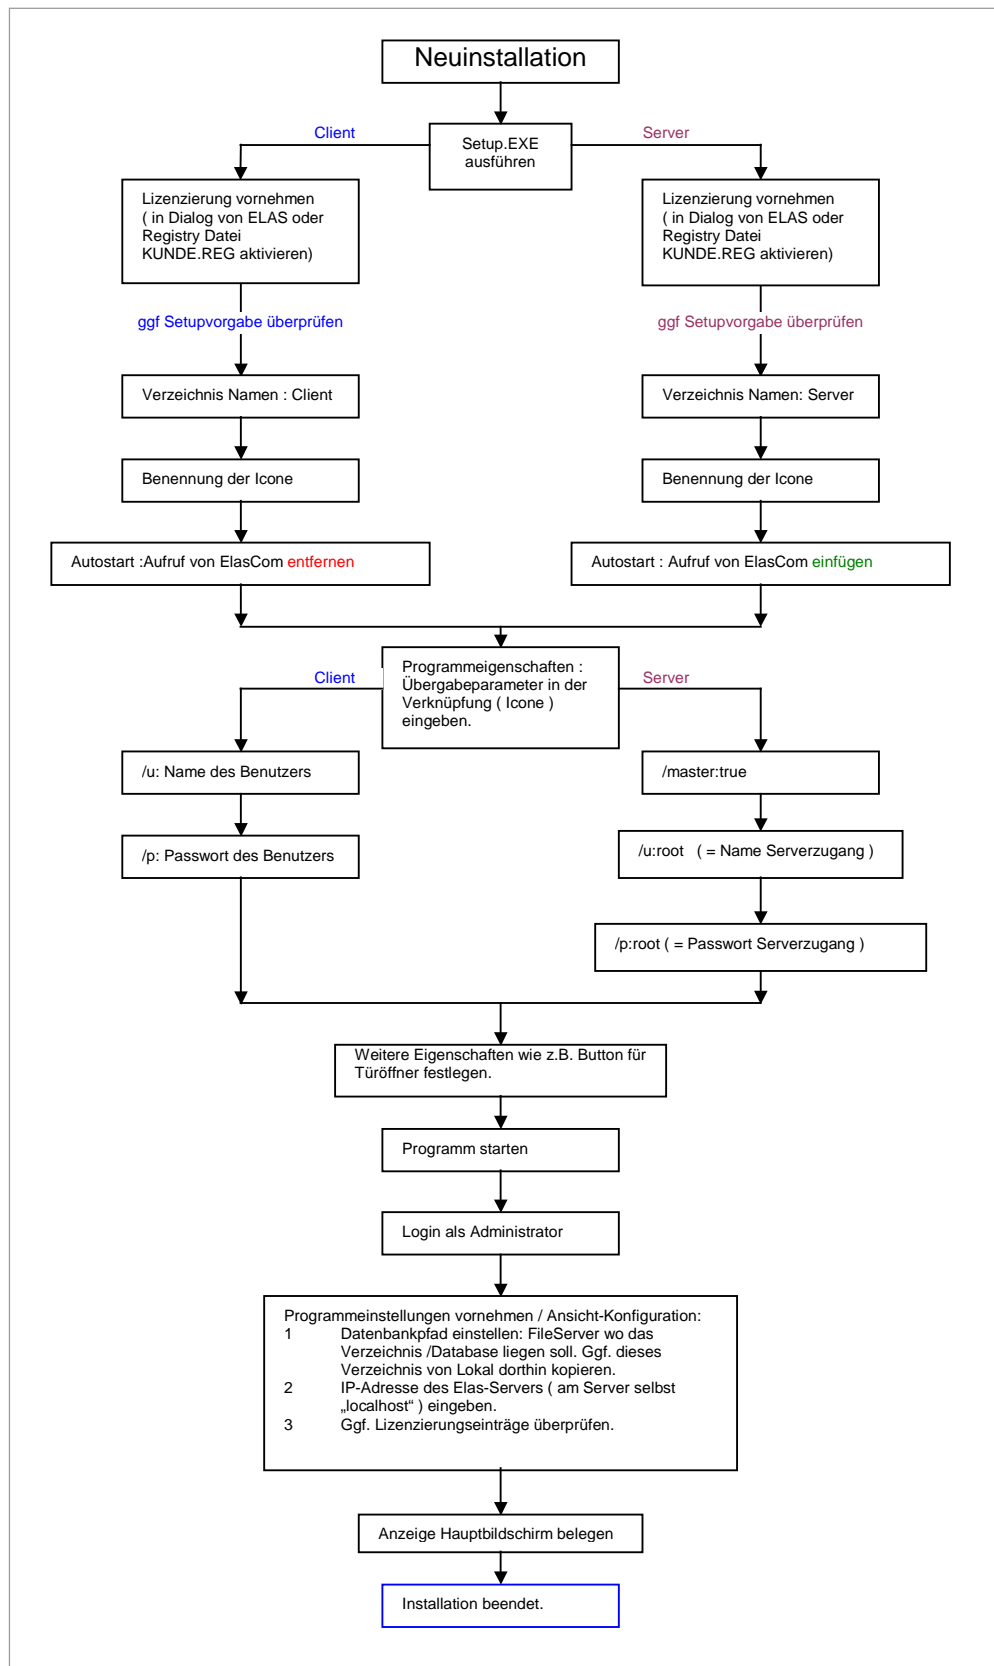 Neuinstallation
Client
Server
Setup.EXE
ausführen
Lizenzierung vornehmen
( in Dialog von ELAS oder
Registry Datei
KUNDE.REG aktivieren)
Lizenzierung vornehmen
( in Dialog von ELAS oder
Registry Datei
KUNDE.REG aktivieren)
ggf Setupvorgabe überprüfen
ggf Setupvorgabe überprüfen
Verzeichnis Namen : Client
Verzeichnis Namen: Server
Benennung der Icone
Benennung der Icone
Autostart :Aufruf von ElasCom entfernen
Autostart : Aufruf von ElasCom einfügen
Client
Server
Programmeigenschaften :
Übergabeparameter in der
Verknüpfung ( Icone )
eingeben.
/u: Name des Benutzers
/master:true
/p: Passwort des Benutzers
/u:root ( = Name Serverzugang )
/p:root ( = Passwort Serverzugang )
Weitere Eigenschaften wie z.B. Button für
Türöffner festlegen.
Programm starten
Login als Administrator
Programmeinstellungen vornehmen / Ansicht-Konfiguration:
1 Datenbankpfad einstellen: FileServer wo das
Verzeichnis /Database liegen soll. Ggf. dieses
Verzeichnis von Lokal dorthin kopieren.
2 IP-Adresse des Elas-Servers ( am Server selbst
„localhost“ ) eingeben.
3 Ggf. Lizenzierungseinträge überprüfen.
Anzeige Hauptbildschirm belegen
Installation beendet.